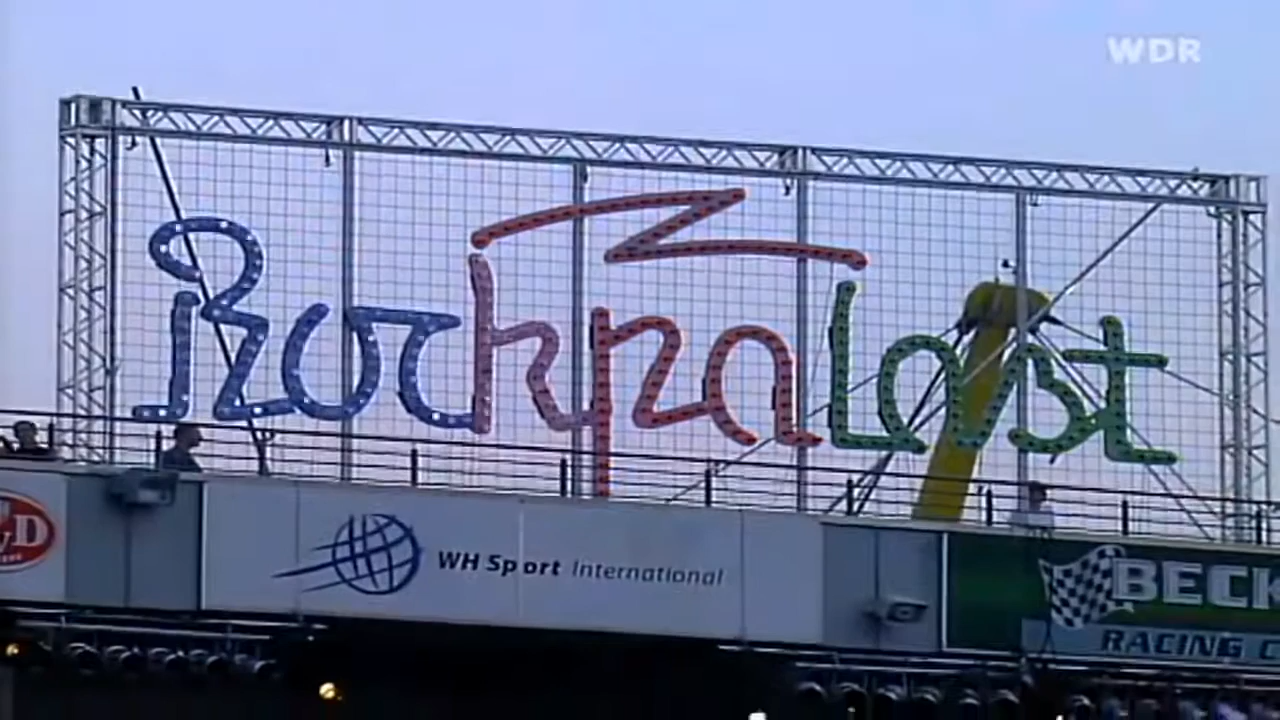 WDR
Rockpalast
WH Sport International
BECK
RACING C